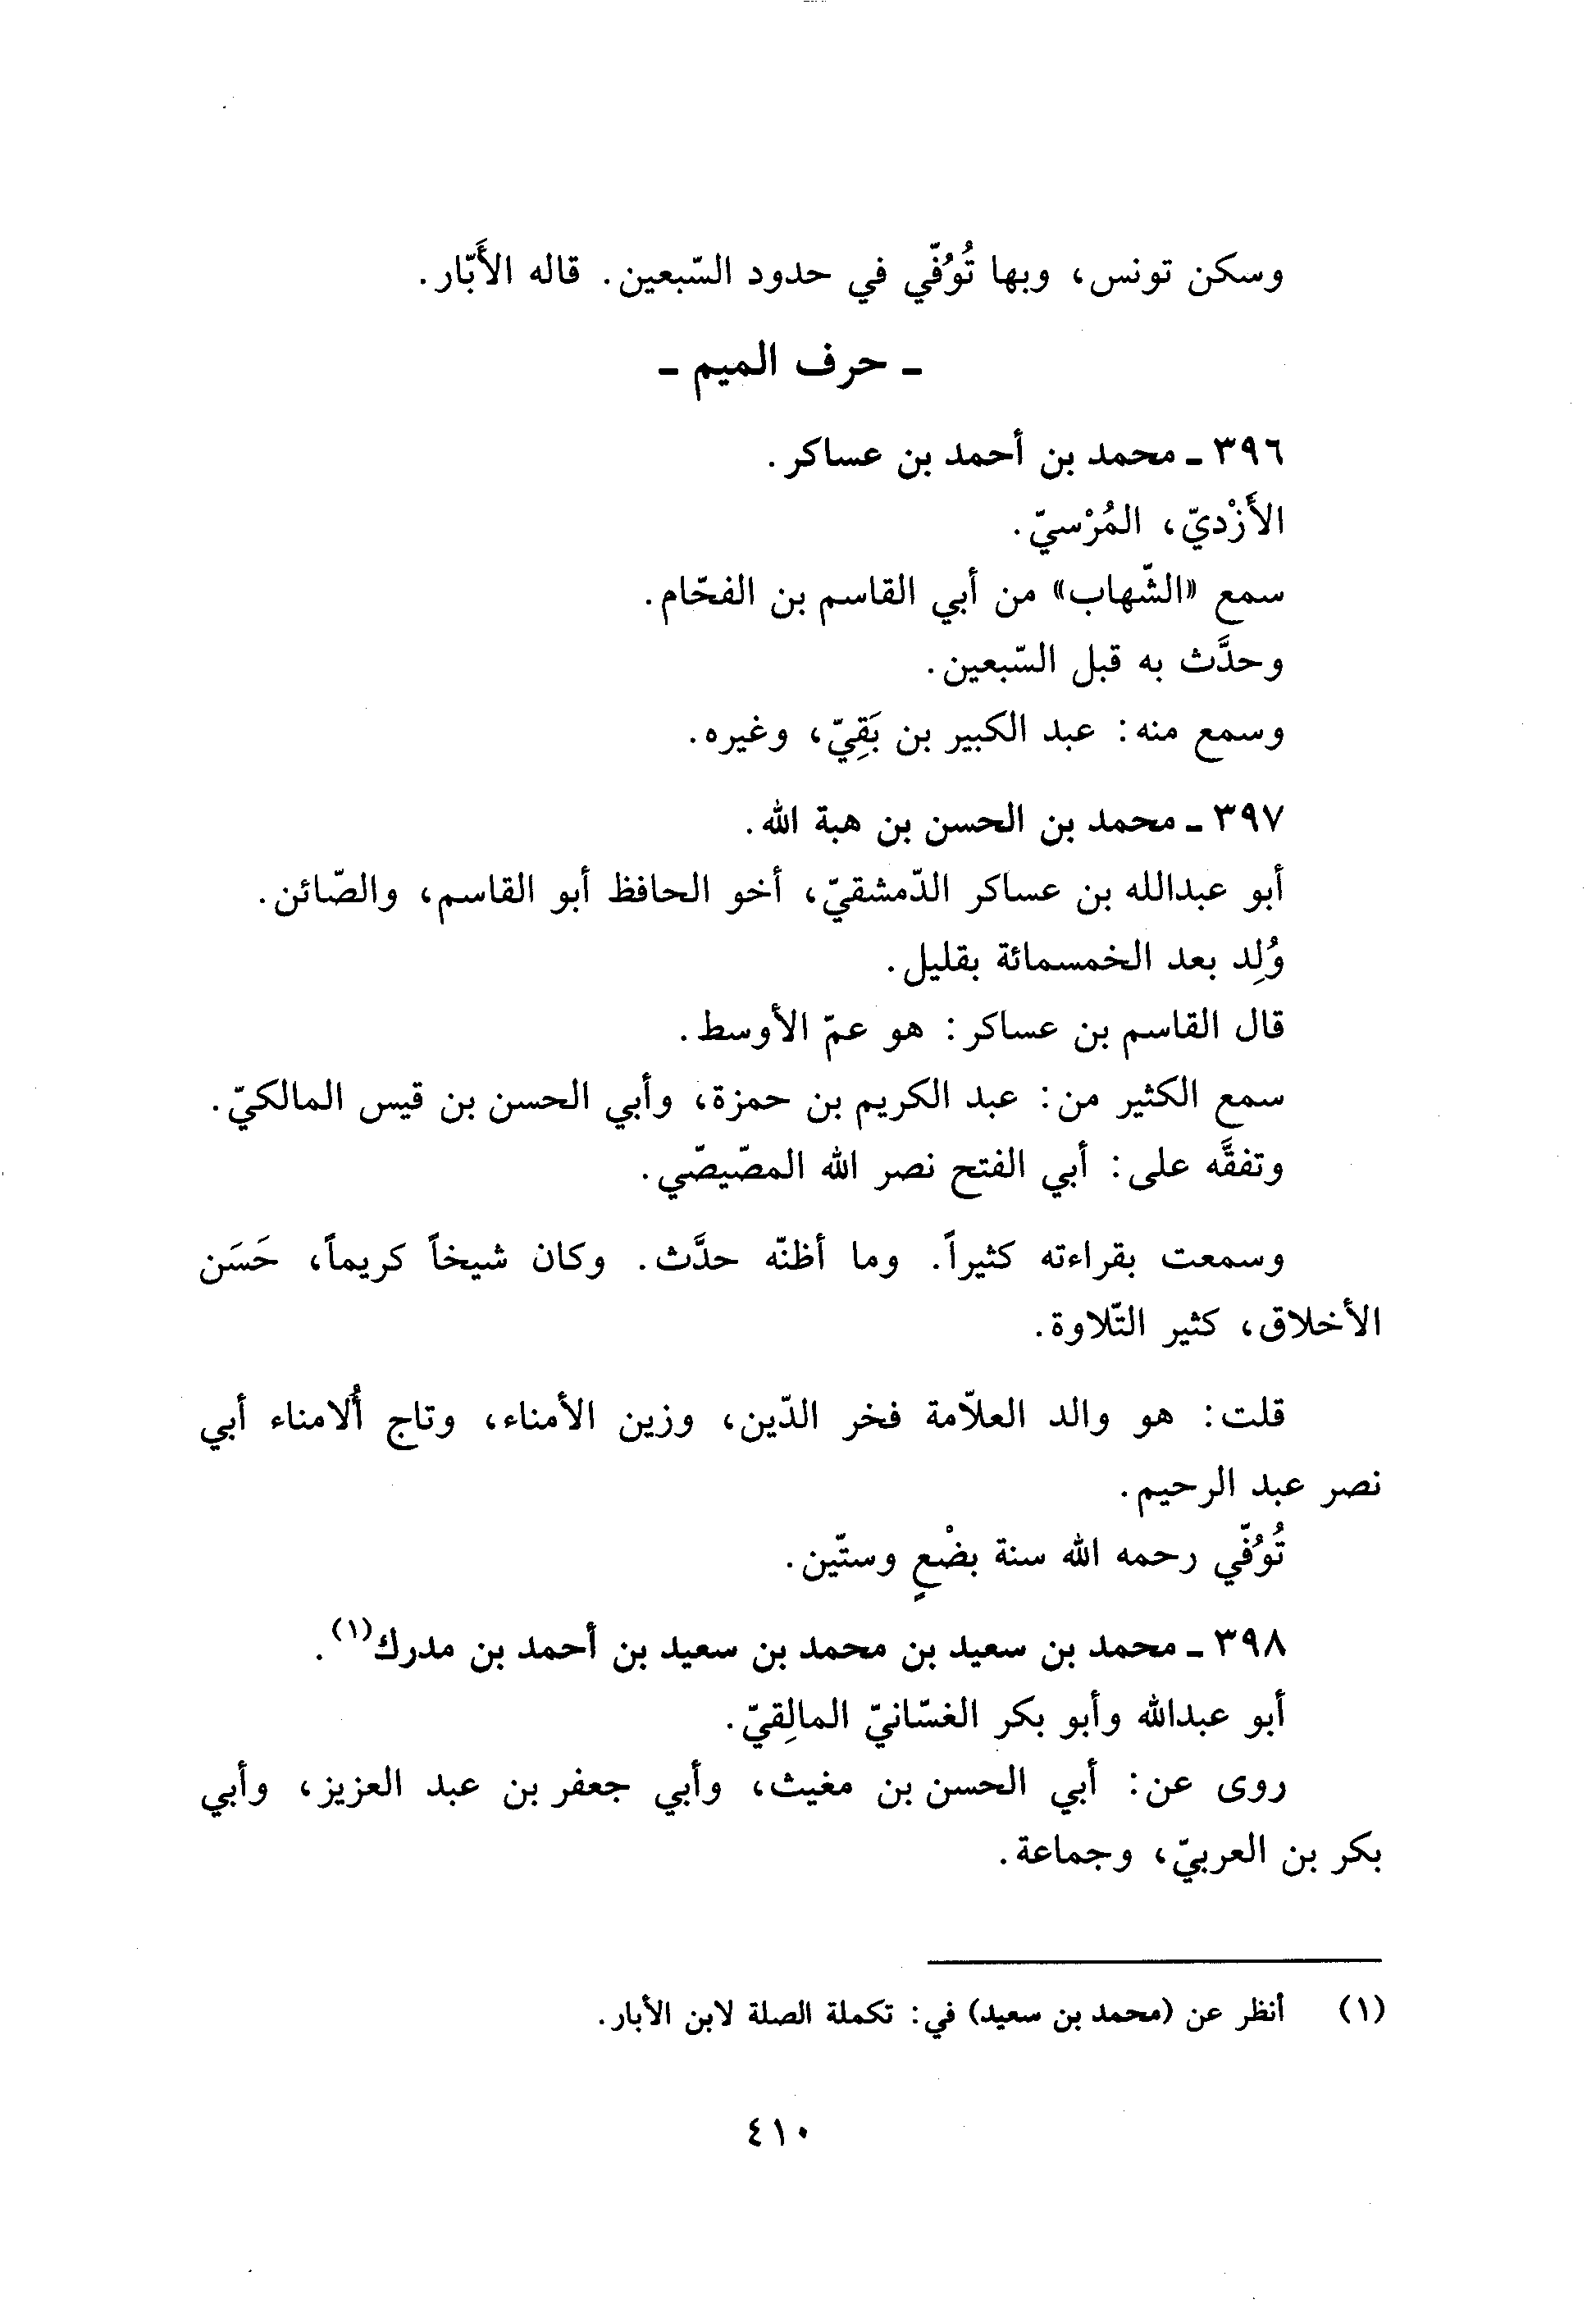 وسكن تونس، وبها تُوُفّي في حدود السّبعين. قاله الأَبّار.
ـ حرف الميم ـ
٣٩٦ ـ محمد بن أحمد بن عساكر.
الأَزْديّ، المُرْسيّ.
سمع «الشّهاب» من أبي القاسم بن الفحّام.
وحدَّث به قبل السّبعين.
وسمع منه: عبد الكبير بن بَقِيّ، وغيره.
٣٩٧ ـ محمد بن الحسن بن هبة الله.
أبو عبدالله بن عساكر الدّمشقيّ، أخو الحافظ أبو القاسم، والصّائن.
وُلِد بعد الخمسمائة بقليل.
قال القاسم بن عساكر: هو عمّ الأوسط.
سمع الكثير من: عبد الكريم بن حمزة، وأبي الحسن بن قيس المالكيّ.
وتفقَّه على: أبي الفتح نصر الله المصّيصّي.
وسمعت بقراءته كثيراً. وما أظنّه حدَّث. وكان شيخاً كريماً، حَسَن
الأخلاق، كثير التّلاوة.
قلت: هو والد العلاّمة فخر الدّين، وزين الأمناء، وتاج أُلامناء أبي
نصر عبد الرحيم.
تُوُفّي رحمه الله سنة بضْعٍ وستّين.
٣٩٨ ـ محمد بن سعيد بن محمد بن سعيد بن أحمد بن مدرك(١).
أبو عبدالله وأبو بكر الغسّانيّ المالِقيّ.
روى عن: أبي الحسن بن مغيث، وأبي جعفر بن عبد العزيز، وأبي
بكر بن العربيّ، وجماعة.
(١) أنظر عن (محمد بن سعيد) في: تكملة الصلة لابن الأبار.
٤١٠